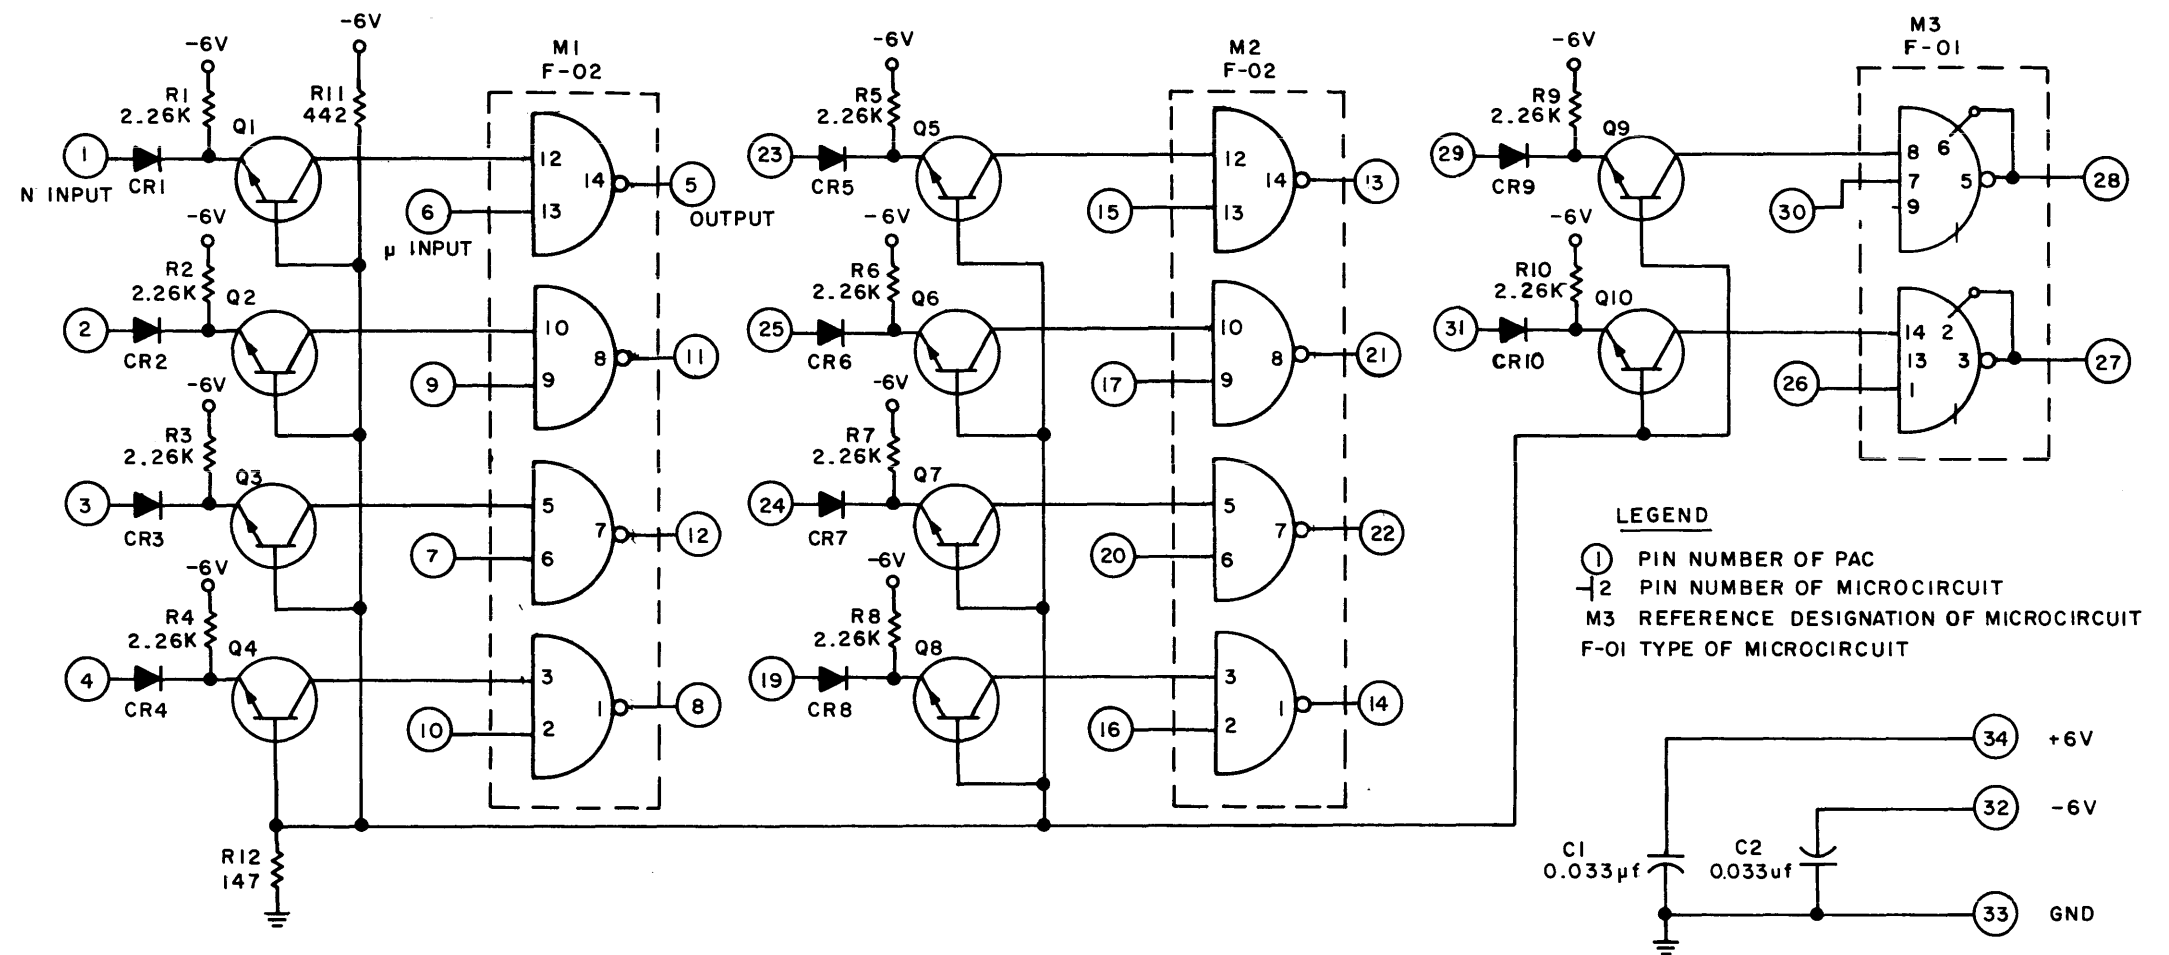 -6V
R1
2.26K
1
N INPUT
CR1
Q1
-6V
R11
442
M1
F-02
12
13
14
6
µ INPUT
5
OUTPUT
-6V
R2
2.26K
2
CR2
Q2
10
9
8
9
11
-6V
R3
2.26K
3
CR3
Q3
5
6
7
7
12
-6V
R4
2.26K
4
CR4
Q4
3
2
1
10
8
R12
147
-6V
R5
2.26K
23
CR5
Q5
M2
F-02
12
13
14
15
13
-6V
R6
2.26K
25
CR6
Q6
10
9
8
17
21
-6V
R7
2.26K
24
CR7
Q7
5
6
7
20
22
-6V
R8
2.26K
19
CR8
Q8
3
2
1
16
14
-6V
R9
2.26K
29
CR9
Q9
M3
F-01
8
7
9
6
5
30
28
-6V
R10
2.26K
31
CR10
Q10
14
13
1
2
3
26
27
LEGEND
1 PIN NUMBER OF PAC
2 PIN NUMBER OF MICROCIRCUIT
M3 REFERENCE DESIGNATION OF MICROCIRCUIT
F-01 TYPE OF MICROCIRCUIT
34 +6V
32 -6V
C1
0.033µf
C2
0.033uf
33 GND